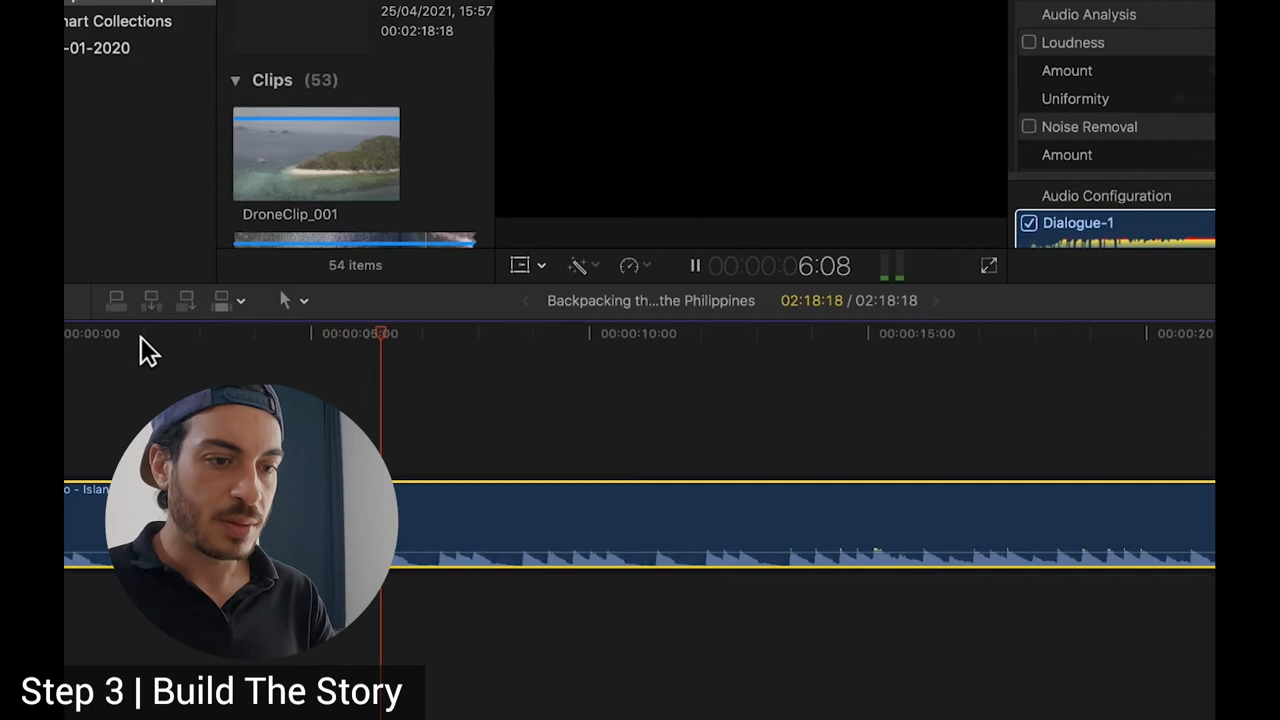 nart Collections
-01-2020
25/04/2021, 15:57
00:02:18:18
Clips (53)
DroneClip_001
54 items
Audio Analysis
Loudness
Amount
Uniformity
Noise Removal
Amount
Audio Configuration
Dialogue-1
00:00:00:06:08
Backpacking th...the Philippines 02:18:18 / 02:18:18
00:00:00 00:00:05:00 00:00:10:00 00:00:15:00 00:00:20
o - Islan
Step 3 | Build The Story